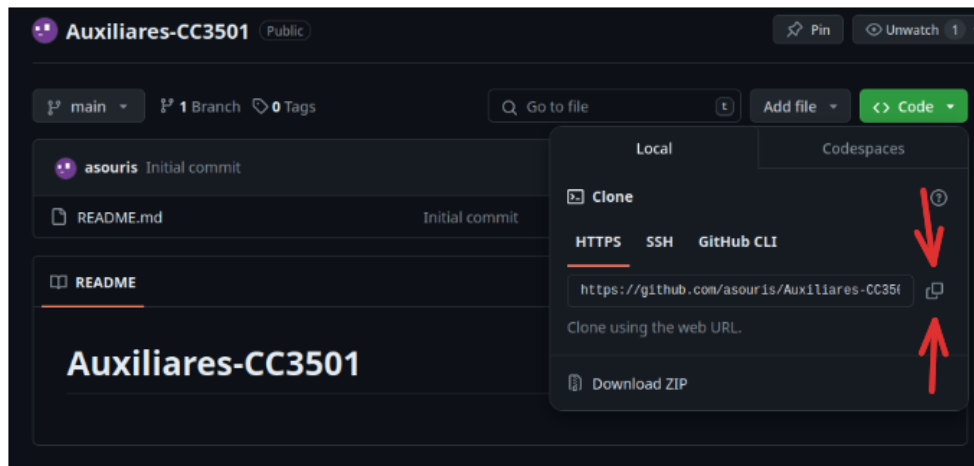 Auxiliares-CC3501 Public Pin Unwatch 1
main 1 Branch 0 Tags Go to file t Add file <> Code
Local Codespaces
asouris Initial commit
Clone
README.md Initial commit
HTTPS SSH GitHub CLI
README
https://github.com/asouris/Auxiliares-CC350
Clone using the web URL.
Auxiliares-CC3501
Download ZIP